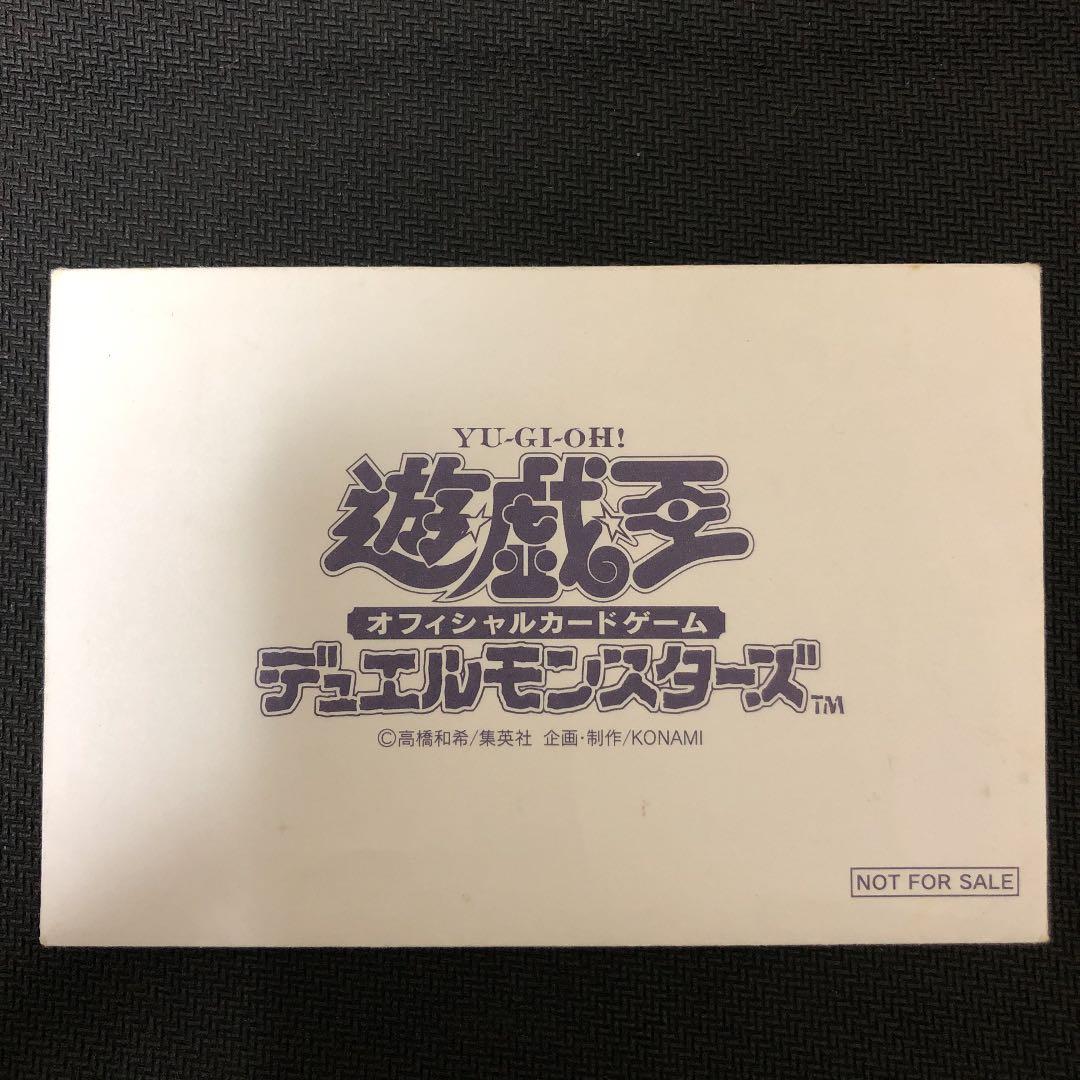 YU-GI-OH!
遊戯王
オフィシャルカードゲーム
デュエルモンスターズ™
©高橋和希/集英社 企画・制作/KONAMI
NOT FOR SALE